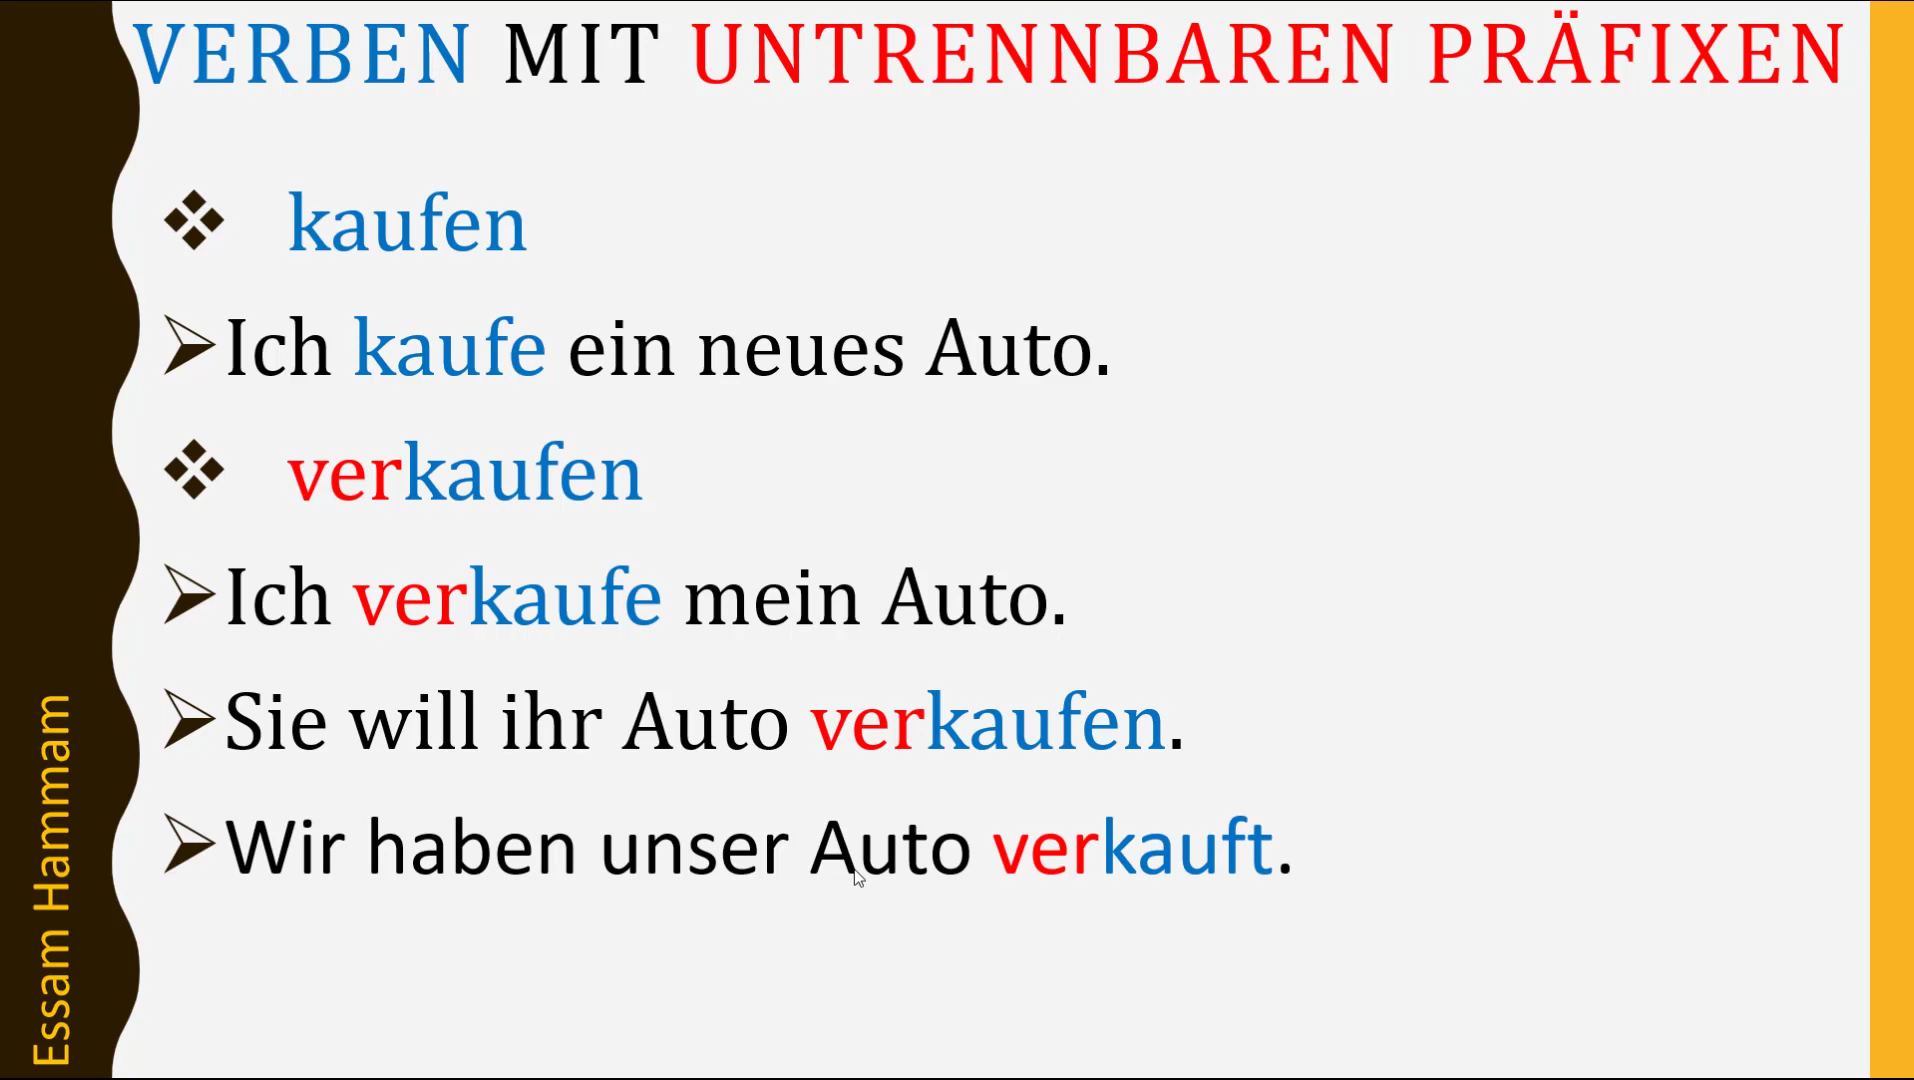 VERBEN MIT UNTRENNBAREN PRÄFIXEN
kaufen
Ich kaufe ein neues Auto.
verkaufen
Ich verkaufe mein Auto.
Sie will ihr Auto verkaufen.
Wir haben unser Auto verkauft.
Essam Hammam